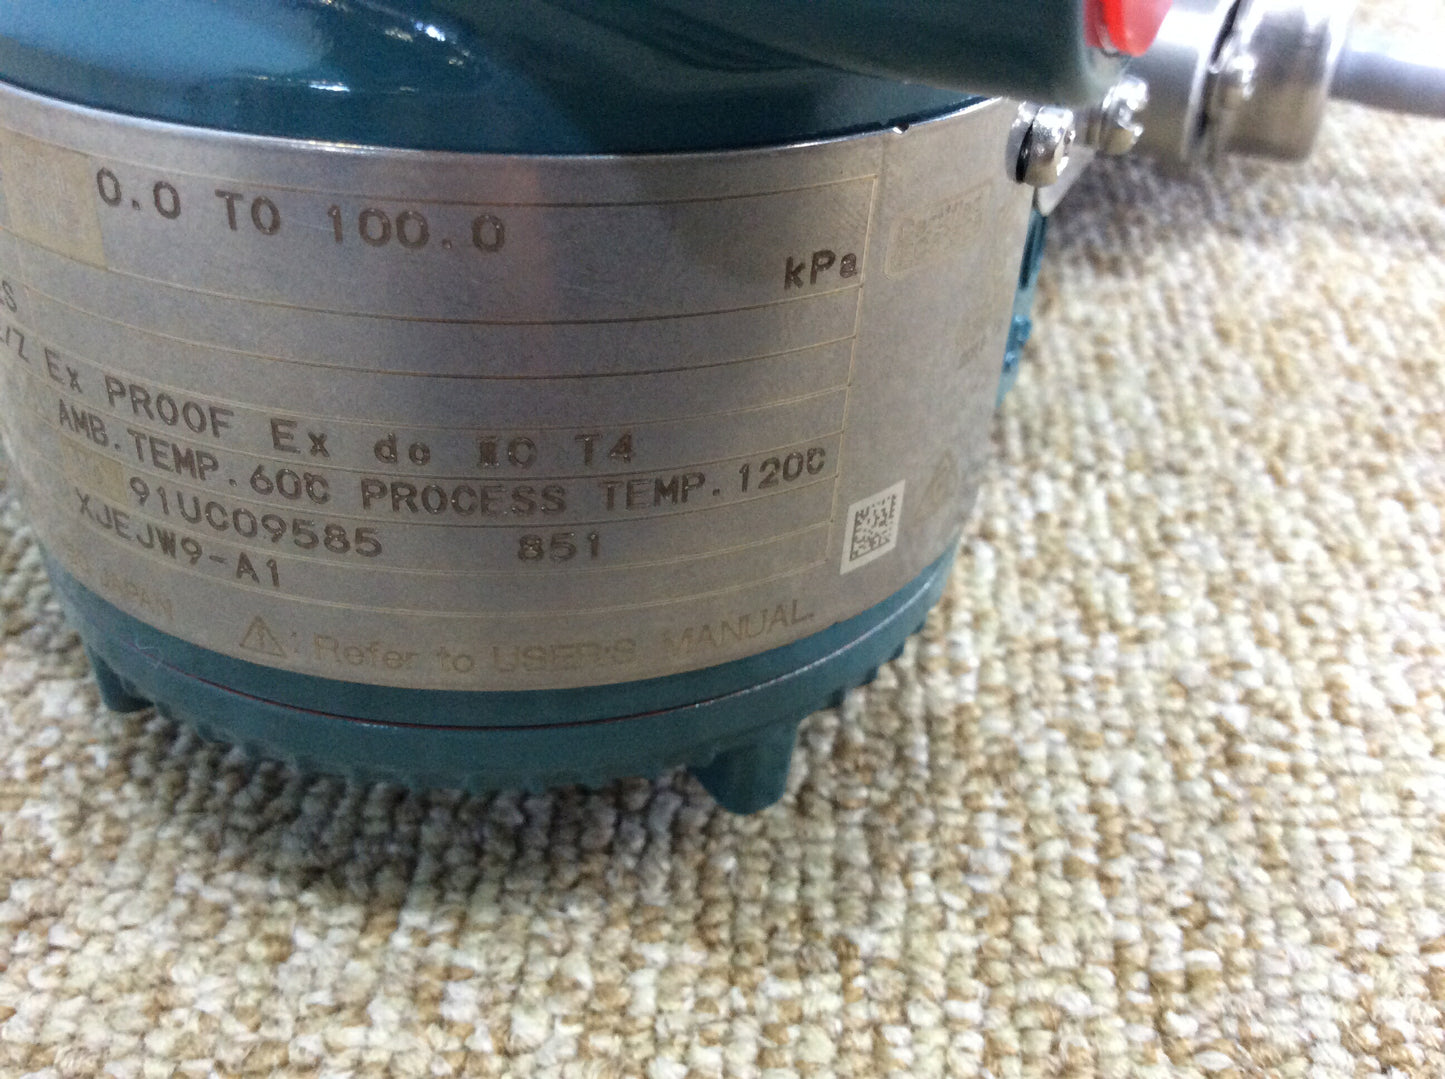 0.0 TO 100.0
kPa
Ex PROOF Ex do IIC T4
AMB.TEMP.60℃ PROCESS TEMP.120℃
91UC09585 851
XJEJW9-A1
JAPAN
: Refer to USER'S MANUAL.